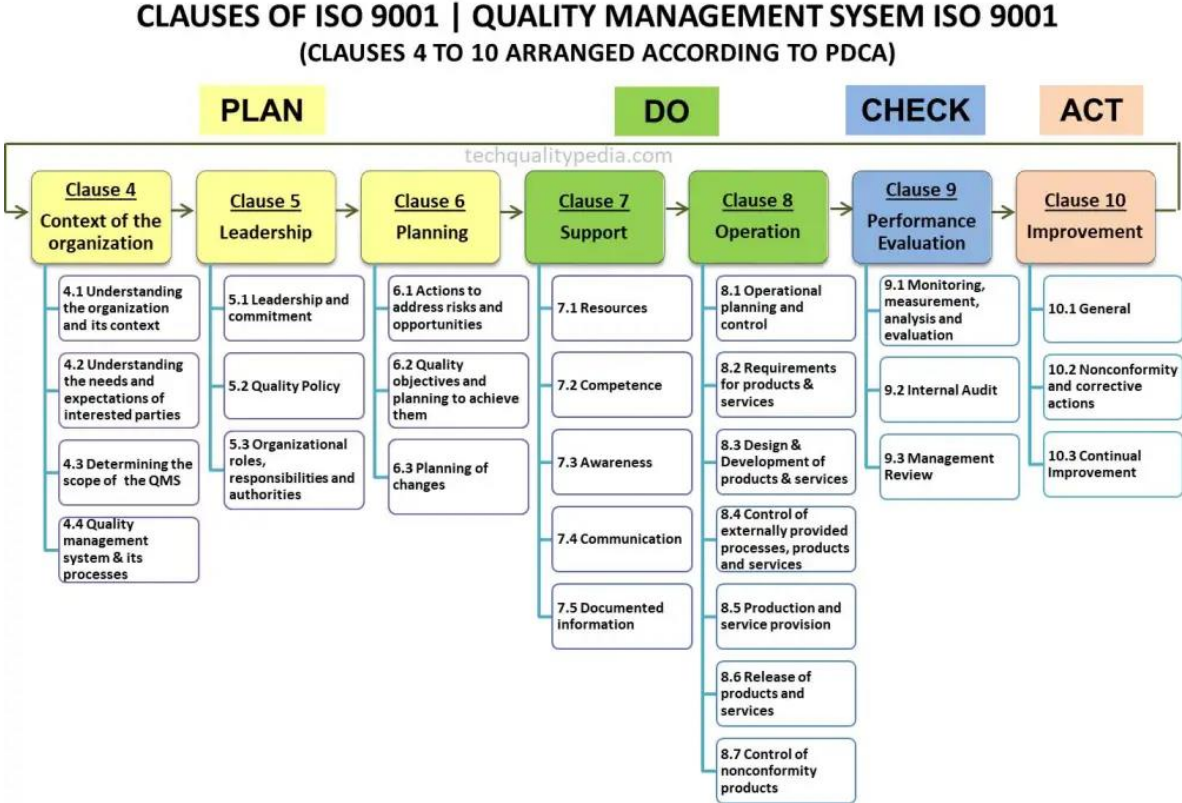 CLAUSES OF ISO 9001 | QUALITY MANAGEMENT SYSEM ISO 9001
(CLAUSES 4 TO 10 ARRANGED ACCORDING TO PDCA)
PLAN
DO
CHECK
ACT
techqualitypedia.com
Clause 4
Context of the
organization
4.1 Understanding
the organization
and its context
4.2 Understanding
the needs and
expectations of
interested parties
4.3 Determining the
scope of the QMS
4.4 Quality
management
system & its
processes
Clause 5
Leadership
5.1 Leadership and
commitment
5.2 Quality Policy
5.3 Organizational
roles,
responsibilities and
authorities
Clause 6
Planning
6.1 Actions to
address risks and
opportunities
6.2 Quality
objectives and
planning to achieve
them
6.3 Planning of
changes
Clause 7
Support
7.1 Resources
7.2 Competence
7.3 Awareness
7.4 Communication
7.5 Documented
information
Clause 8
Operation
8.1 Operational
planning and
control
8.2 Requirements
for products &
services
8.3 Design &
Development of
products & services
8.4 Control of
externally provided
processes, products
and services
8.5 Production and
service provision
8.6 Release of
products and
services
8.7 Control of
nonconformity
products
Clause 9
Performance
Evaluation
9.1 Monitoring,
measurement,
analysis and
evaluation
9.2 Internal Audit
9.3 Management
Review
Clause 10
Improvement
10.1 General
10.2 Nonconformity
and corrective
actions
10.3 Continual
Improvement